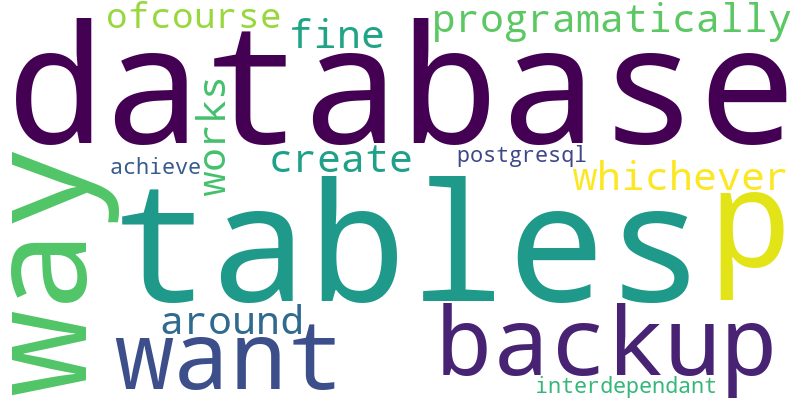 ofcourse
programatically
fine
database
works
way
achieve
create
postgresql
whichever
tables
p
around
want
backup
interdependant